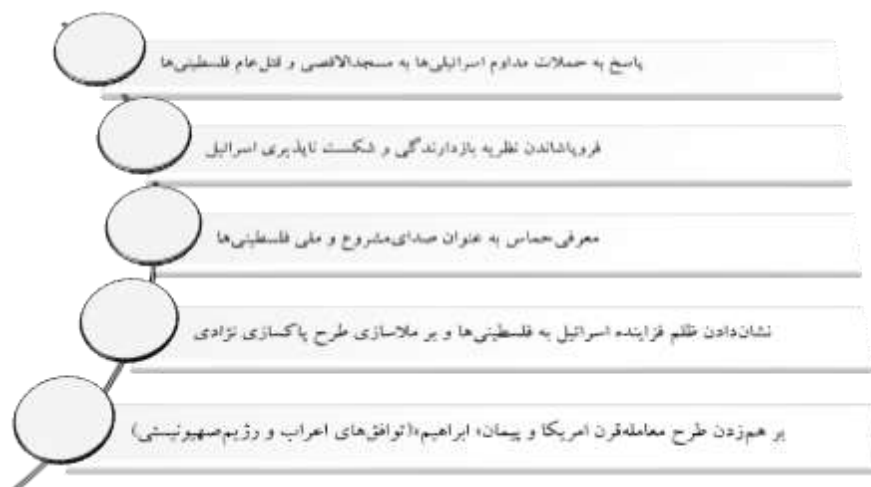 پاسخ به حملات مداوم اسرائیلی‌ها به مسجدالاقصی و قتل‌عام فلسطینی‌ها
فروپاشاندن نظریه بازدارندگی و شکست ناپذیری اسرائیل
معرفی حماس به عنوان صدای مشروع و ملی فلسطینی‌ها
نشان‌دادن ظلم فزاینده اسرائیل به فلسطینی‌ها و بر ملاسازی طرح پاکسازی نژادی
بر هم‌زدن طرح معامله‌قرن امریکا و پیمان« ابراهیم»(توافق‌های اعراب و رژیم‌صهیونیستی)